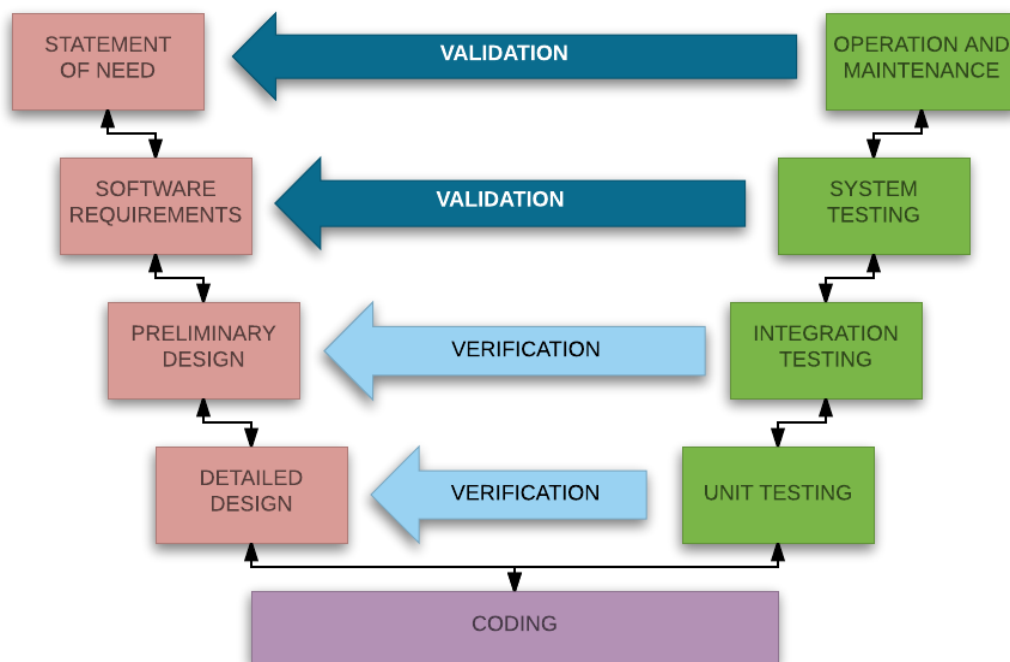 STATEMENT
OF NEED
VALIDATION
OPERATION AND
MAINTENANCE
SOFTWARE
REQUIREMENTS
VALIDATION
SYSTEM
TESTING
PRELIMINARY
DESIGN
VERIFICATION
INTEGRATION
TESTING
DETAILED
DESIGN
VERIFICATION
UNIT TESTING
CODING